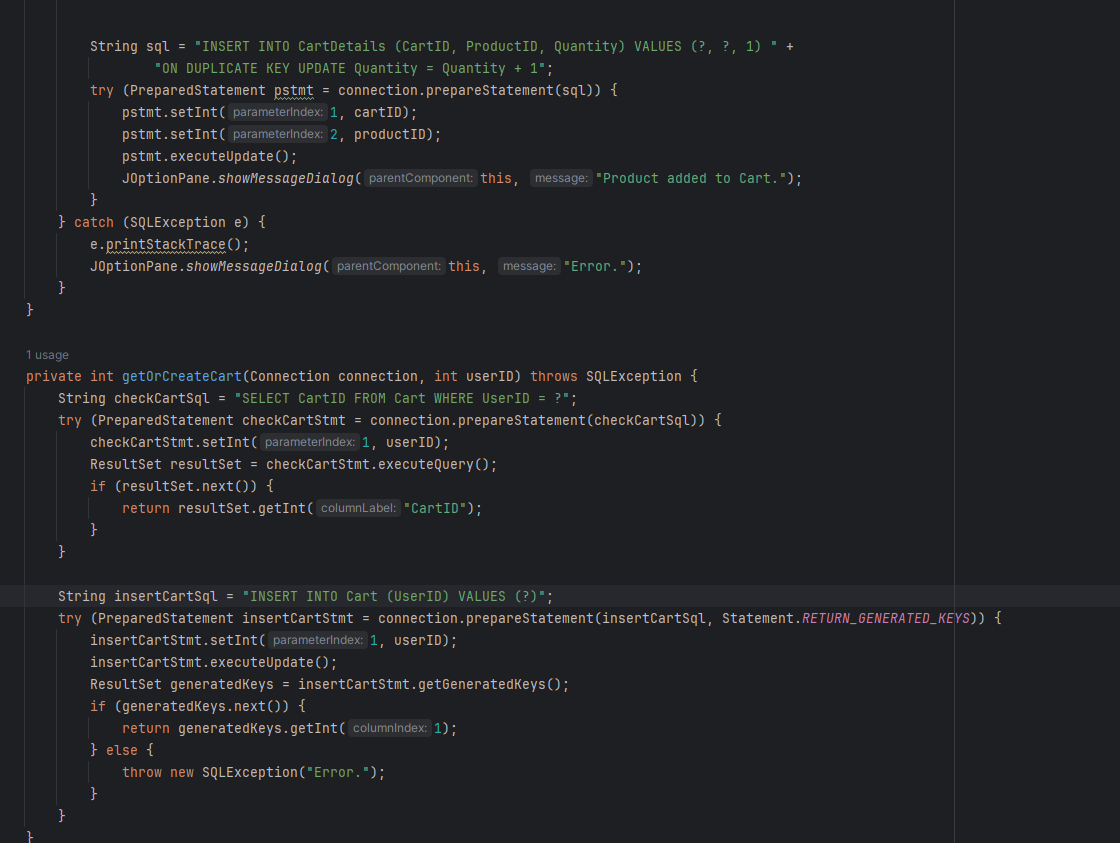 String sql = "INSERT INTO CartDetails (CartID, ProductID, Quantity) VALUES (?, ?, 1) " +
"ON DUPLICATE KEY UPDATE Quantity = Quantity + 1";
try (PreparedStatement pstmt = connection.prepareStatement(sql)) {
pstmt.setInt( parameterIndex: 1, cartID);
pstmt.setInt( parameterIndex: 2, productID);
pstmt.executeUpdate();
JOptionPane.showMessageDialog( parentComponent: this, message: "Product added to Cart.");
}
} catch (SQLException e) {
e.printStackTrace();
JOptionPane.showMessageDialog( parentComponent: this, message: "Error.");
}
}
1 usage
private int getOrCreateCart(Connection connection, int userID) throws SQLException {
String checkCartSql = "SELECT CartID FROM Cart WHERE UserID = ?";
try (PreparedStatement checkCartStmt = connection.prepareStatement(checkCartSql)) {
checkCartStmt.setInt( parameterIndex: 1, userID);
ResultSet resultSet = checkCartStmt.executeQuery();
if (resultSet.next()) {
return resultSet.getInt( columnLabel: "CartID");
}
}
String insertCartSql = "INSERT INTO Cart (UserID) VALUES (?)";
try (PreparedStatement insertCartStmt = connection.prepareStatement(insertCartSql, Statement.RETURN_GENERATED_KEYS)) {
insertCartStmt.setInt( parameterIndex: 1, userID);
insertCartStmt.executeUpdate();
ResultSet generatedKeys = insertCartStmt.getGeneratedKeys();
if (generatedKeys.next()) {
return generatedKeys.getInt( columnIndex: 1);
} else {
throw new SQLException("Error.");
}
}
}